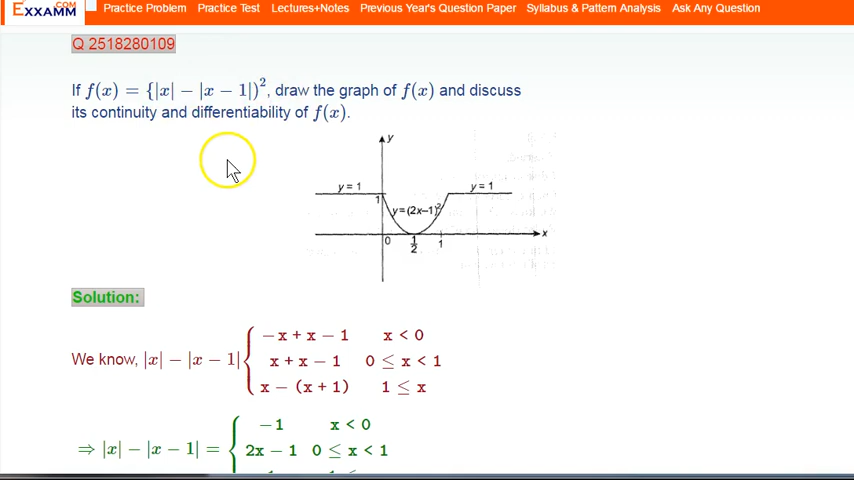 EXXAMM.COM Practice Problem Practice Test Lectures+Notes Previous Year's Question Paper Syllabus & Pattern Analysis Ask Any Question
Q 2518280109
If f(x) = {|x| − |x − 1|)², draw the graph of f(x) and discuss
its continuity and differentiability of f(x).
y
y = 1 y = 1
1
y=(2x−1)²
x
0 1/2 1
Solution:
We know, |x| − |x − 1| { −x + x − 1 x < 0
x + x − 1 0 ≤ x < 1
x − (x + 1) 1 ≤ x
⇒ |x| − |x − 1| = { −1 x < 0
2x − 1 0 ≤ x < 1